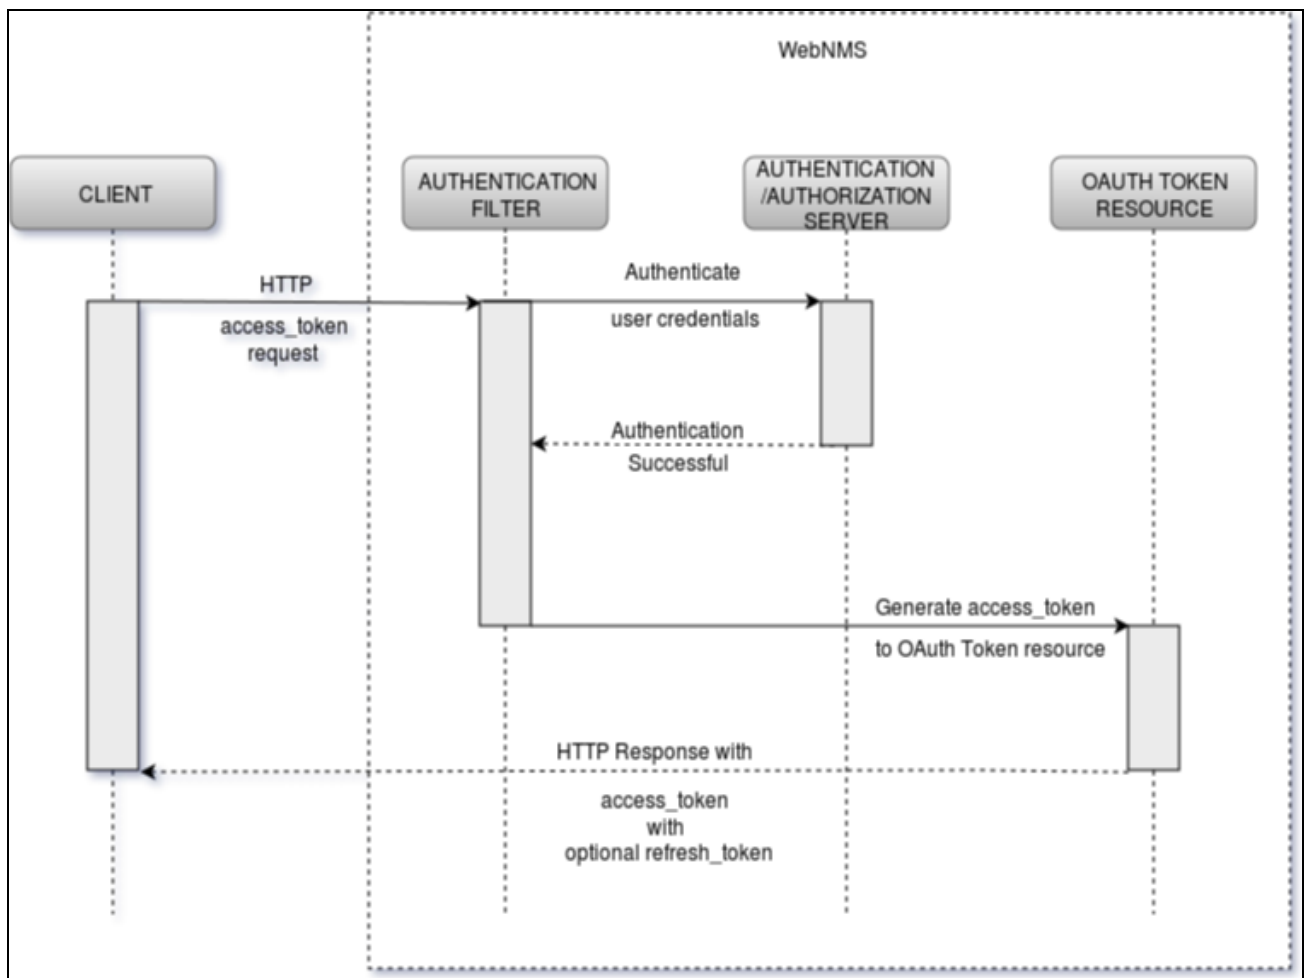 WebNMS
CLIENT
AUTHENTICATION
FILTER
AUTHENTICATION
/AUTHORIZATION
SERVER
OAUTH TOKEN
RESOURCE
HTTP
access_token
request
Authenticate
user credentials
Authentication
Successful
Generate access_token
to OAuth Token resource
HTTP Response with
access_token
with
optional refresh_token